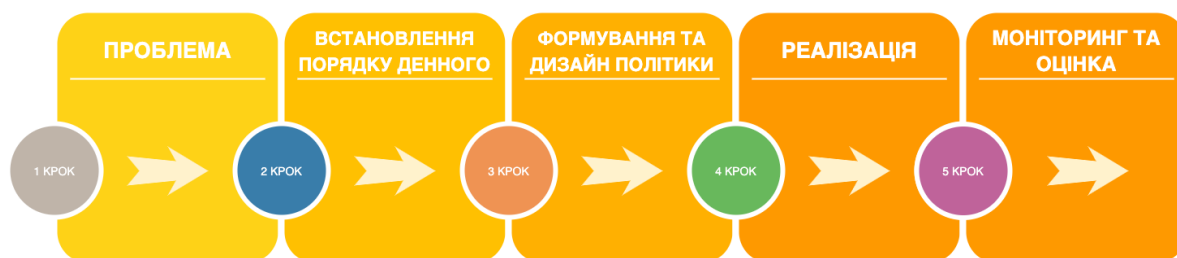 ПРОБЛЕМА
ВСТАНОВЛЕННЯ
ПОРЯДКУ ДЕННОГО
ФОРМУВАННЯ ТА
ДИЗАЙН ПОЛІТИКИ
РЕАЛІЗАЦІЯ
МОНІТОРИНГ ТА
ОЦІНКА
1 КРОК
2 КРОК
3 КРОК
4 КРОК
5 КРОК